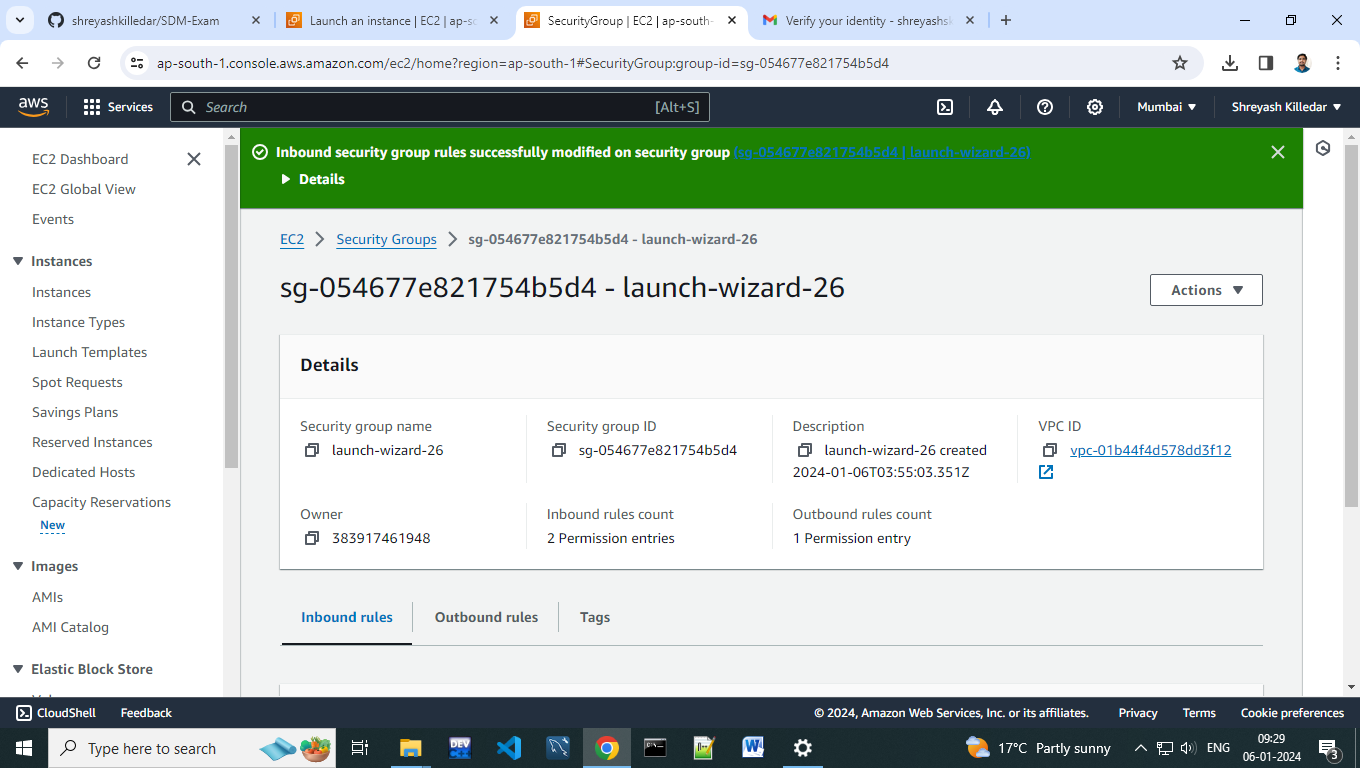 shreyashkilledar/SDM-Exam
Launch an instance | EC2 | ap-so
SecurityGroup | EC2 | ap-south-
Verify your identity - shreyashsk
ap-south-1.console.aws.amazon.com/ec2/home?region=ap-south-1#SecurityGroup:group-id=sg-054677e821754b5d4
aws
Services
Search
[Alt+S]
Mumbai
Shreyash Killedar
EC2 Dashboard
EC2 Global View
Events
Instances
Instances
Instance Types
Launch Templates
Spot Requests
Savings Plans
Reserved Instances
Dedicated Hosts
Capacity Reservations
New
Images
AMIs
AMI Catalog
Elastic Block Store
Inbound security group rules successfully modified on security group (sg-054677e821754b5d4 | launch-wizard-26)
Details
EC2
Security Groups
sg-054677e821754b5d4 - launch-wizard-26
sg-054677e821754b5d4 - launch-wizard-26
Actions
Details
Security group name
launch-wizard-26
Security group ID
sg-054677e821754b5d4
Description
launch-wizard-26 created
2024-01-06T03:55:03.351Z
VPC ID
vpc-01b44f4d578dd3f12
Owner
383917461948
Inbound rules count
2 Permission entries
Outbound rules count
1 Permission entry
Inbound rules
Outbound rules
Tags
CloudShell
Feedback
© 2024, Amazon Web Services, Inc. or its affiliates.
Privacy
Terms
Cookie preferences
Type here to search
DEV
17°C Partly sunny
ENG
09:29
06-01-2024
3